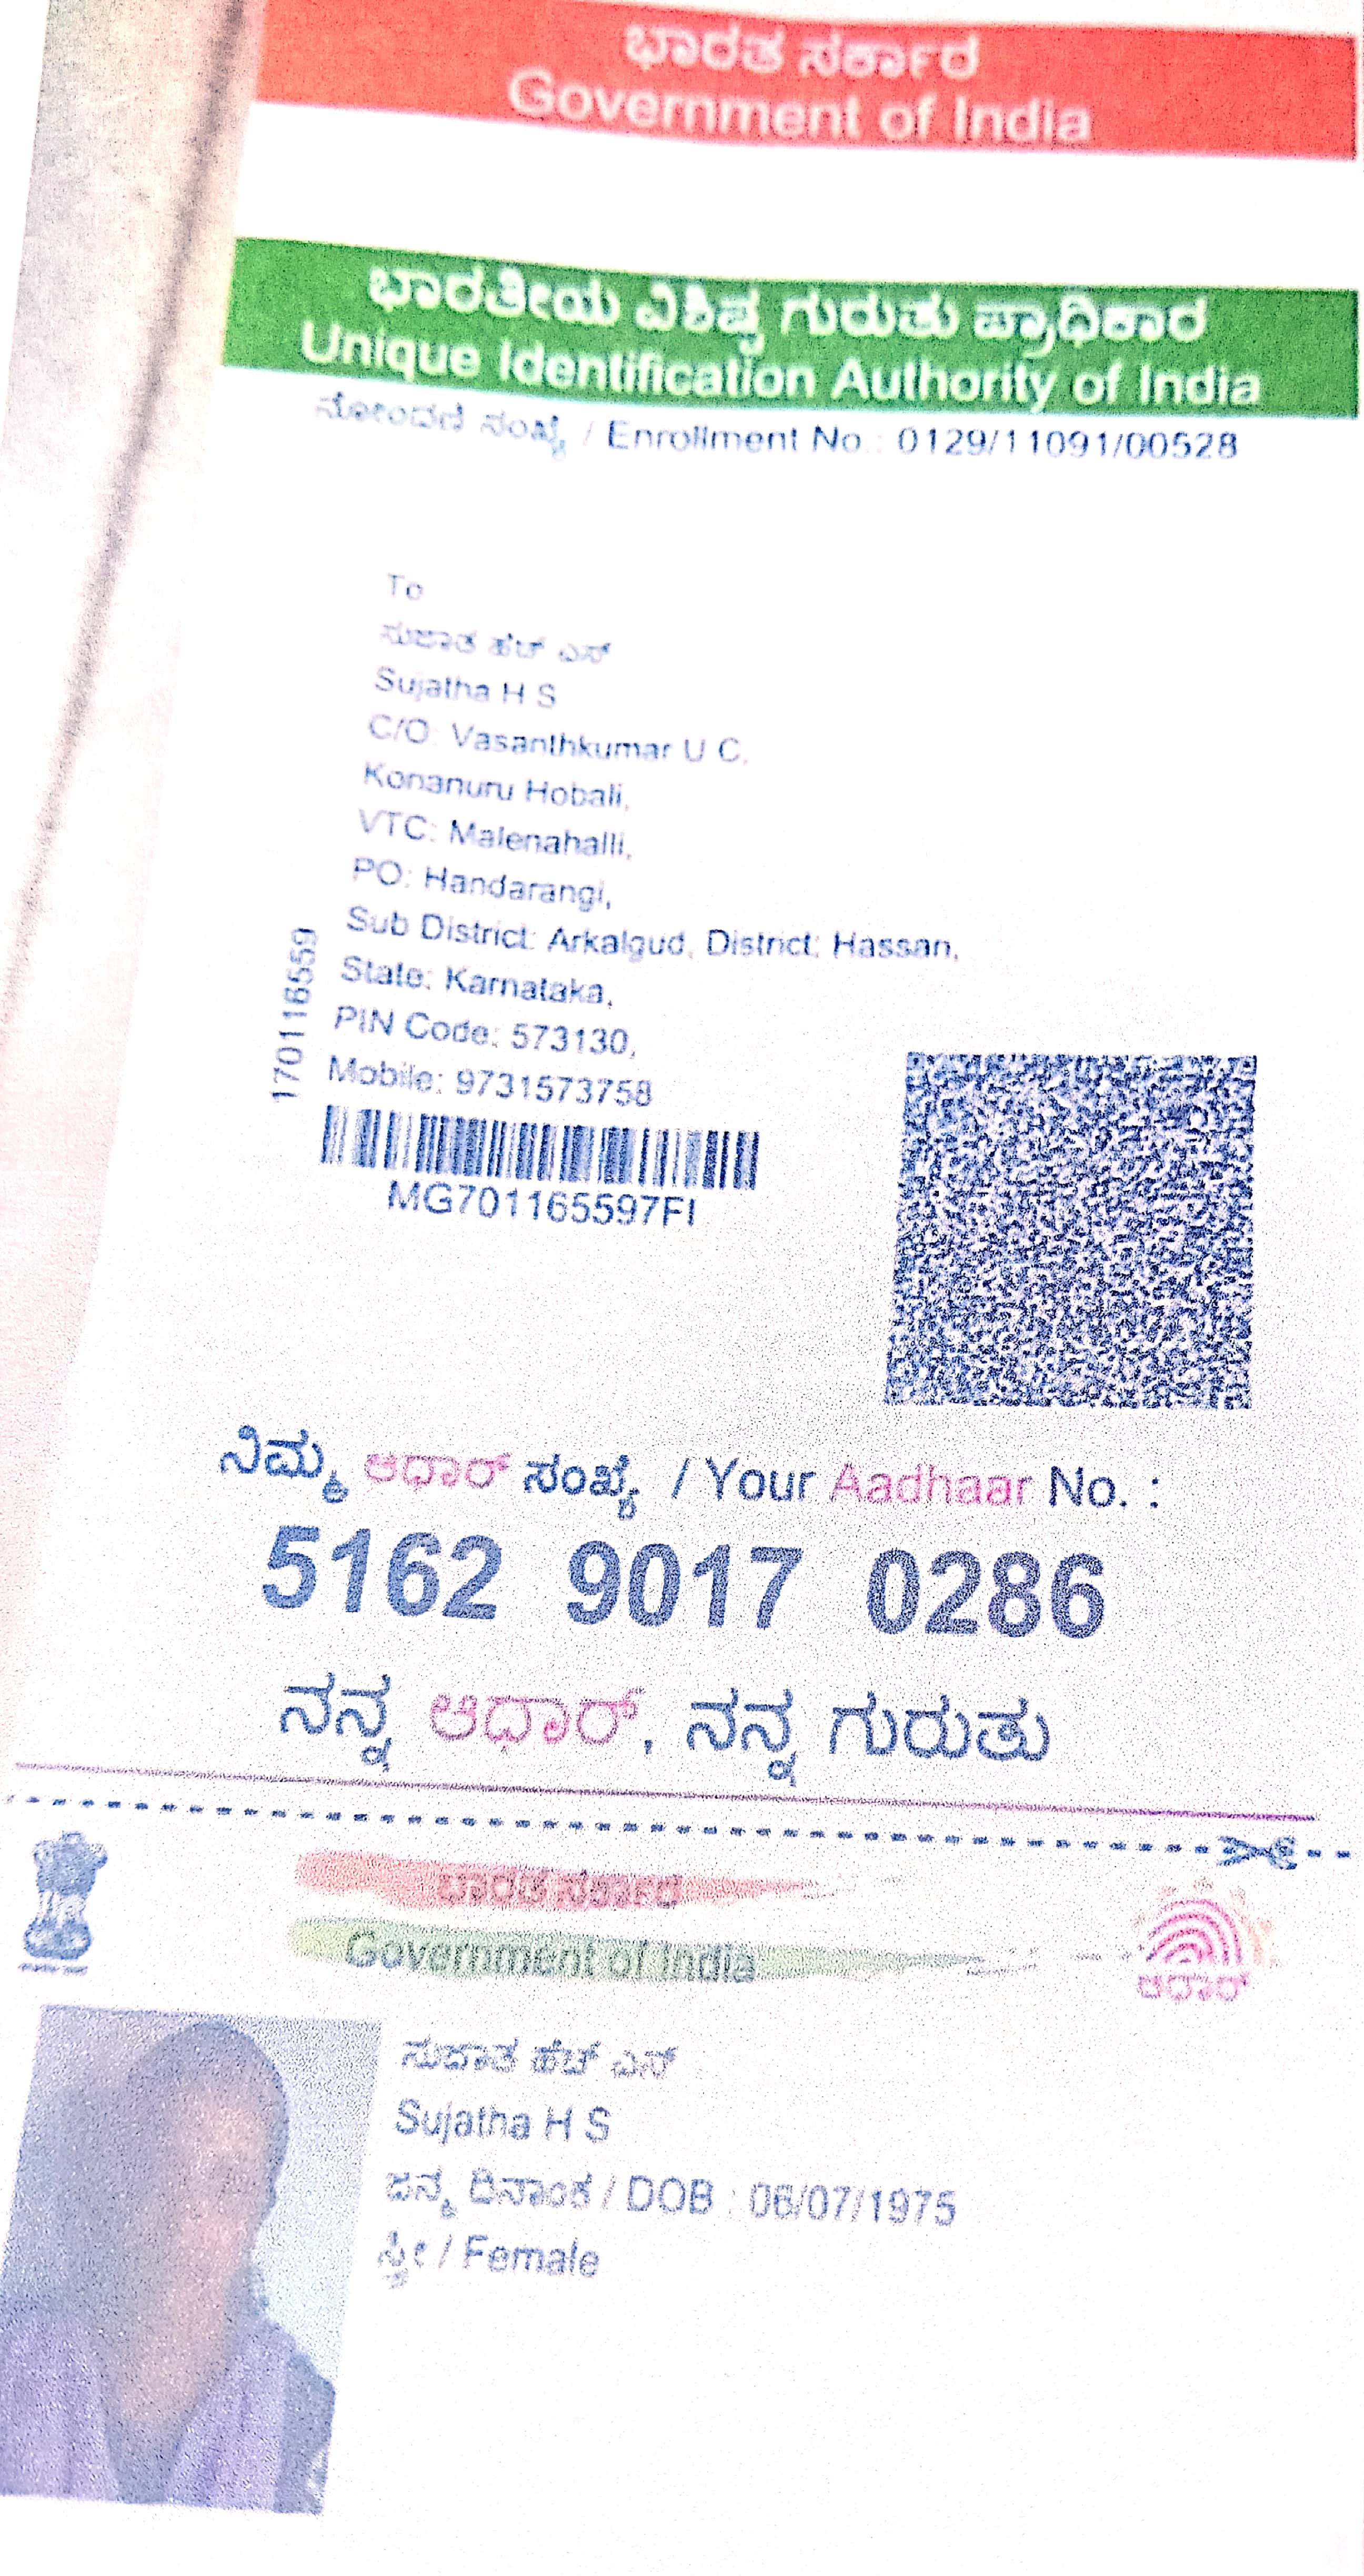 ಭಾರತ ಸರ್ಕಾರ
Government of India
ಭಾರತೀಯ ವಿಶಿಷ್ಟ ಗುರುತು ಪ್ರಾಧಿಕಾರ
Unique Identification Authority of India
ನೋಂದಣಿ ಸಂಖ್ಯೆ / Enrollment No.: 0129/11091/00528
To
ಸುಜಾತ ಹೆಚ್ ಎಸ್
Sujatha H S
C/O: Vasanthkumar U C,
Konanuru Hobali,
VTC: Malenahalli,
PO: Handarangi,
Sub District: Arkalgud, District: Hassan,
State: Karnataka,
PIN Code: 573130,
Mobile: 9731573758
170116559
MG701165597FI
ನಿಮ್ಮ ಆಧಾರ್ ಸಂಖ್ಯೆ / Your Aadhaar No. :
5162 9017 0286
ನನ್ನ ಆಧಾರ್, ನನ್ನ ಗುರುತು
ಭಾರತ ಸರ್ಕಾರ
Government of India
ಆಧಾರ್
ಸುಜಾತ ಹೆಚ್ ಎಸ್
Sujatha H S
ಜನ್ಮ ದಿನಾಂಕ / DOB : 06/07/1975
ಸ್ತ್ರೀ / Female